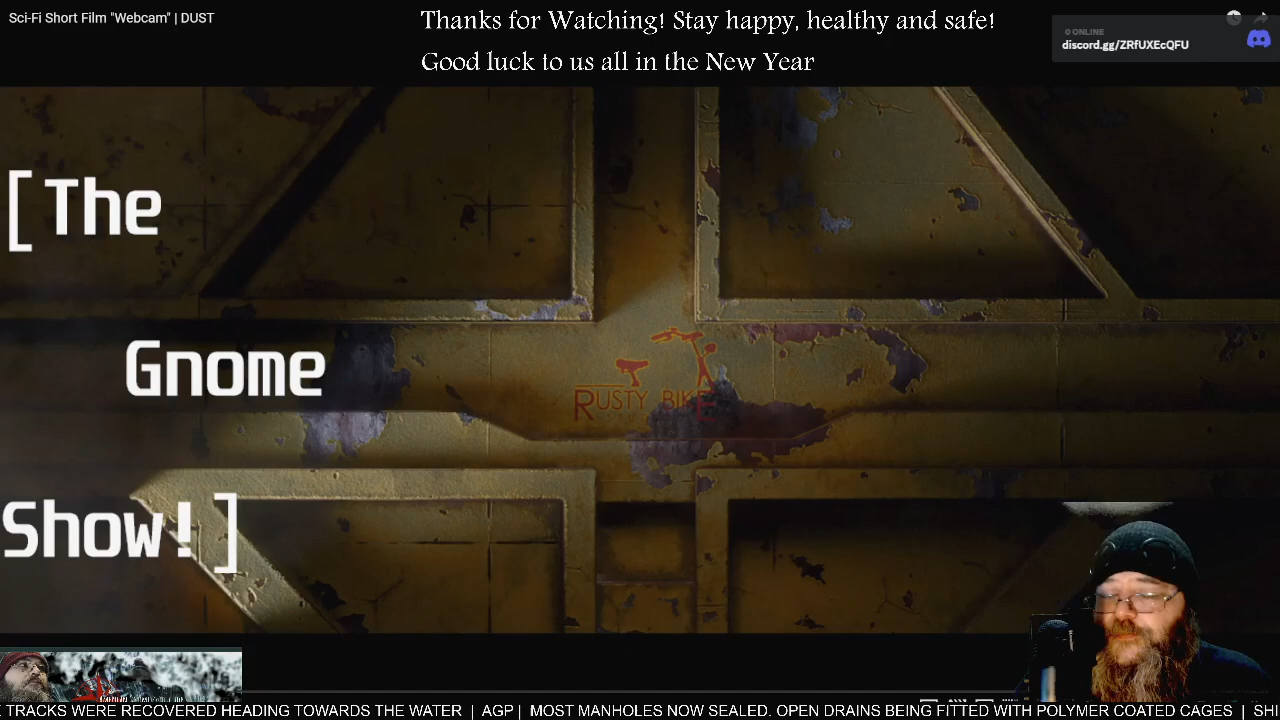 Sci-Fi Short Film "Webcam" | DUST
Thanks for Watching! Stay happy, healthy and safe!
Good luck to us all in the New Year
0 ONLINE
discord.gg/ZRfUXEcQFU
[The
Gnome
Show!]
RUSTY BIKE
TRACKS WERE RECOVERED HEADING TOWARDS THE WATER | AGP | MOST MANHOLES NOW SEALED. OPEN DRAINS BEING FITTED WITH POLYMER COATED CAGES |